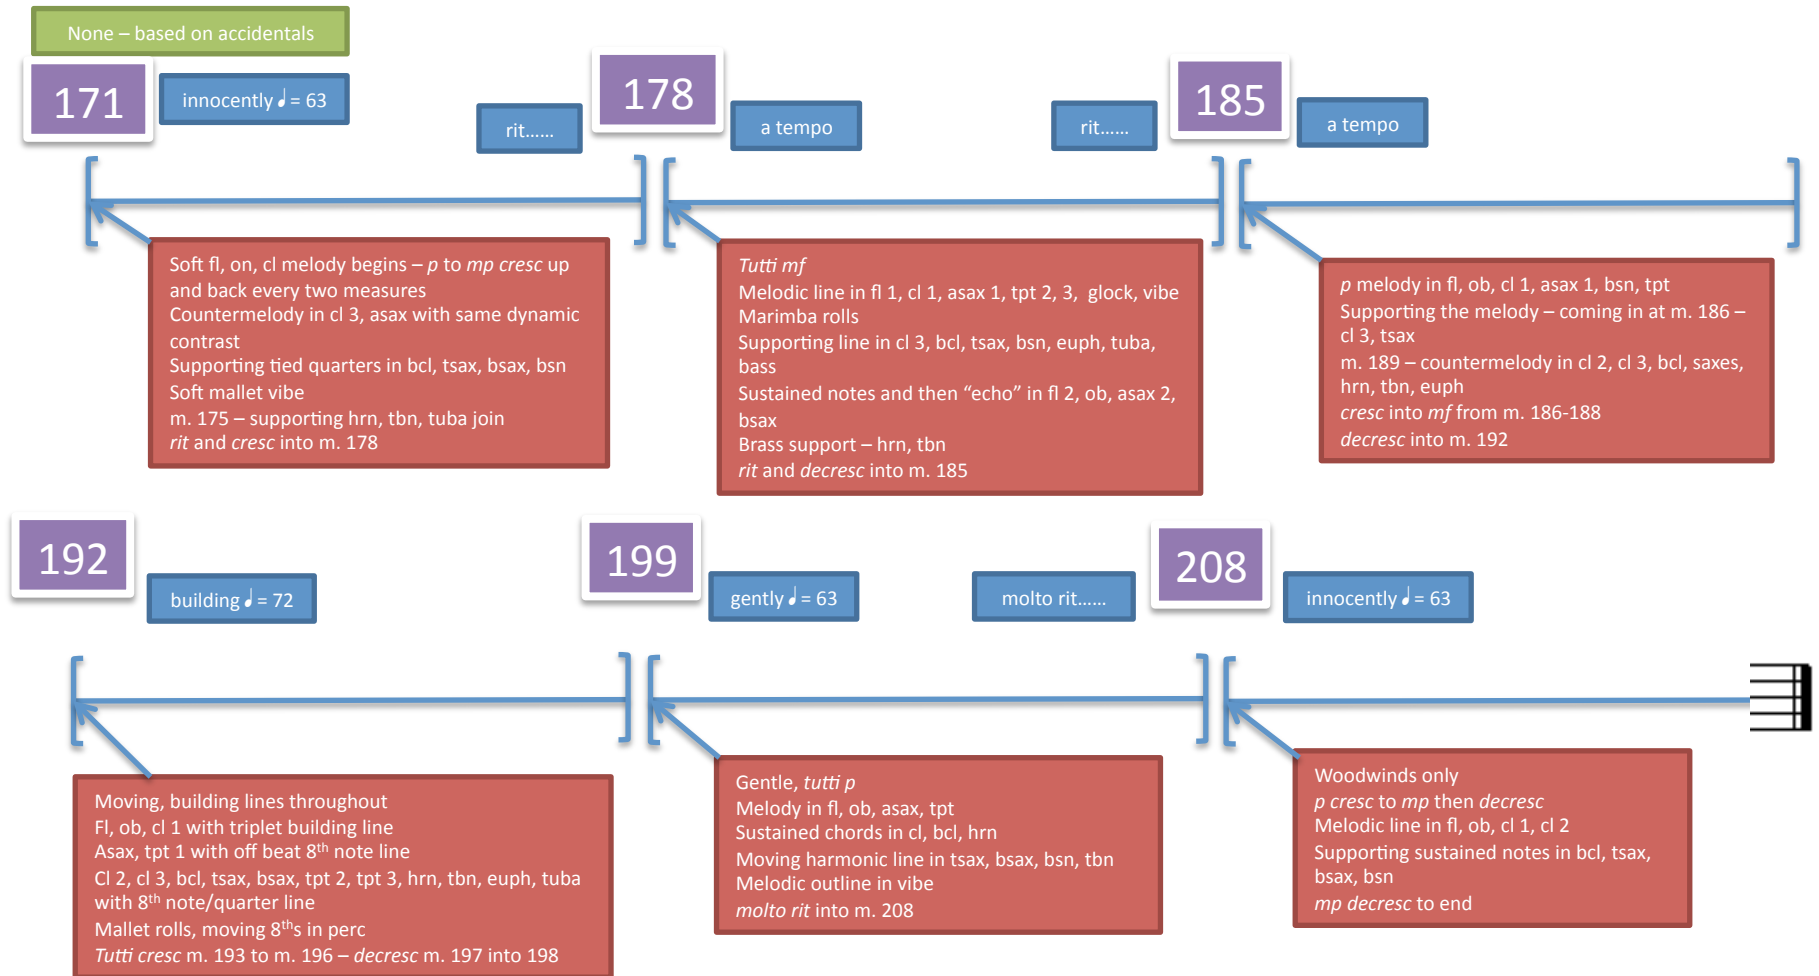 None – based on accidentals
171
innocently ♩ = 63
rit……
178
a tempo
rit……
185
a tempo
Soft fl, on, cl melody begins – p to mp cresc up
and back every two measures
Countermelody in cl 3, asax with same dynamic
contrast
Supporting tied quarters in bcl, tsax, bsax, bsn
Soft mallet vibe
m. 175 – supporting hrn, tbn, tuba join
rit and cresc into m. 178
Tutti mf
Melodic line in fl 1, cl 1, asax 1, tpt 2, 3, glock, vibe
Marimba rolls
Supporting line in cl 3, bcl, tsax, bsn, euph, tuba,
bass
Sustained notes and then “echo” in fl 2, ob, asax 2,
bsax
Brass support – hrn, tbn
rit and decresc into m. 185
p melody in fl, ob, cl 1, asax 1, bsn, tpt
Supporting the melody – coming in at m. 186 –
cl 3, tsax
m. 189 – countermelody in cl 2, cl 3, bcl, saxes,
hrn, tbn, euph
cresc into mf from m. 186-188
decresc into m. 192
192
building ♩ = 72
199
gently ♩ = 63
molto rit……
208
innocently ♩ = 63
Moving, building lines throughout
Fl, ob, cl 1 with triplet building line
Asax, tpt 1 with off beat 8th note line
Cl 2, cl 3, bcl, tsax, bsax, tpt 2, tpt 3, hrn, tbn, euph, tuba
with 8th note/quarter line
Mallet rolls, moving 8ths in perc
Tutti cresc m. 193 to m. 196 – decresc m. 197 into 198
Gentle, tutti p
Melody in fl, ob, asax, tpt
Sustained chords in cl, bcl, hrn
Moving harmonic line in tsax, bsax, bsn, tbn
Melodic outline in vibe
molto rit into m. 208
Woodwinds only
p cresc to mp then decresc
Melodic line in fl, ob, cl 1, cl 2
Supporting sustained notes in bcl, tsax,
bsax, bsn
mp decresc to end